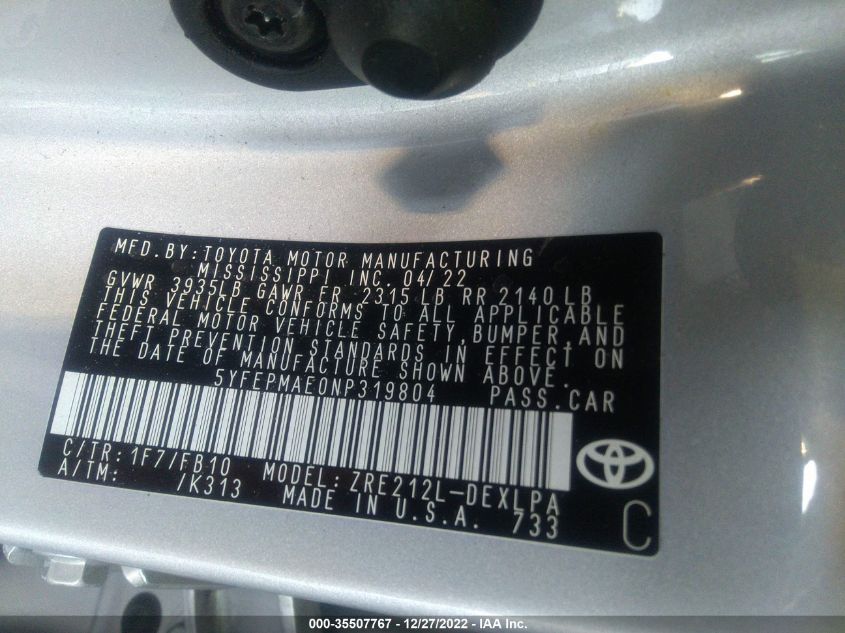 MFD.BY:TOYOTA MOTOR MANUFACTURING
MISSISSIPPI INC. 04/22
GVWR 3935LB GAWR FR 2315 LB RR 2140 LB
THIS VEHICLE CONFORMS TO ALL APPLICABLE
FEDERAL MOTOR VEHICLE SAFETY,BUMPER,AND
THEFT PREVENTION STANDARDS IN EFFECT ON
THE DATE OF MANUFACTURE SHOWN ABOVE.
5YFEPMAE0NP319804 PASS.CAR
C/TR: 1F7/FB10 MODEL: ZRE212L-DEXLPA
A/TM: /K313 MADE IN U.S.A. 733
C
000-35507767 - 12/27/2022 - IAA Inc.